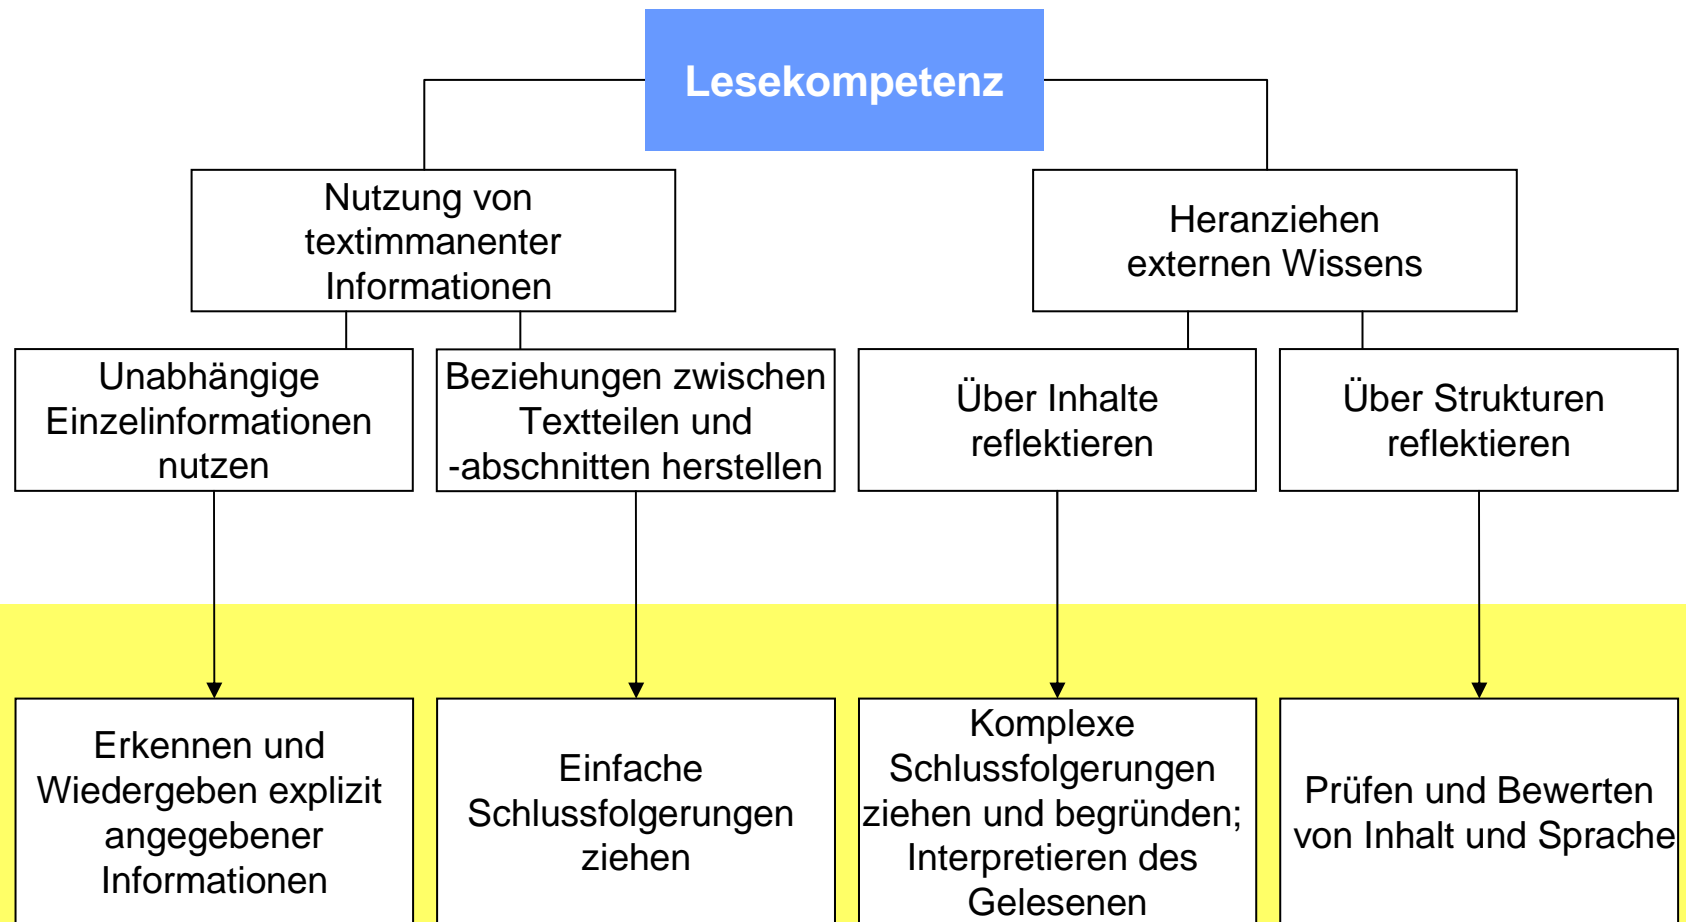 Lesekompetenz
Nutzung von
textimmanenter
Informationen
Heranziehen
externen Wissens
Unabhängige
Einzelinformationen
nutzen
Beziehungen zwischen
Textteilen und
-abschnitten herstellen
Über Inhalte
reflektieren
Über Strukturen
reflektieren
Erkennen und
Wiedergeben explizit
angegebener
Informationen
Einfache
Schlussfolgerungen
ziehen
Komplexe
Schlussfolgerungen
ziehen und begründen;
Interpretieren des
Gelesenen
Prüfen und Bewerten
von Inhalt und Sprache